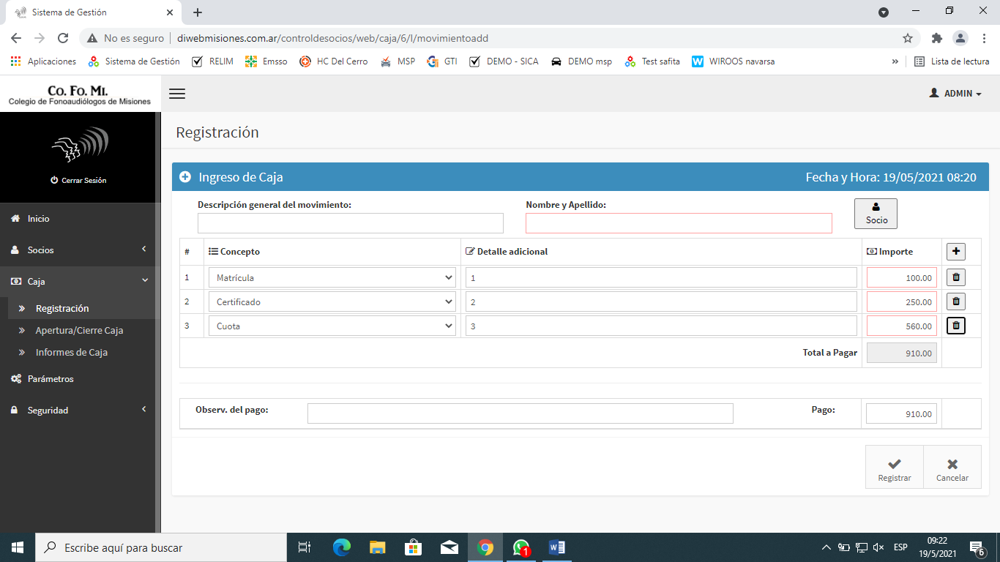 Sistema de Gestión
No es seguro
diwebmisiones.com.ar/controldesocios/web/caja/6/I/movimientoadd
Aplicaciones Sistema de Gestión RELIM Emsso HC Del Cerro MSP GTI DEMO - SICA DEMO msp Test safita WIROOS navarsa » Lista de lectura
Co. Fo. Mi.
Colegio de Fonoaudiólogos de Misiones
ADMIN
Cerrar Sesión
Inicio
Socios
Caja
Registración
Apertura/Cierre Caja
Informes de Caja
Parámetros
Seguridad
Registración
Ingreso de Caja Fecha y Hora: 19/05/2021 08:20
Descripción general del movimiento: Nombre y Apellido: Socio
# Concepto Detalle adicional Importe
1 Matrícula 1 100.00
2 Certificado 2 250.00
3 Cuota 3 560.00
Total a Pagar 910.00
Observ. del pago: Pago: 910.00
Registrar Cancelar
Escribe aquí para buscar
1
ESP
09:22
19/5/2021
6